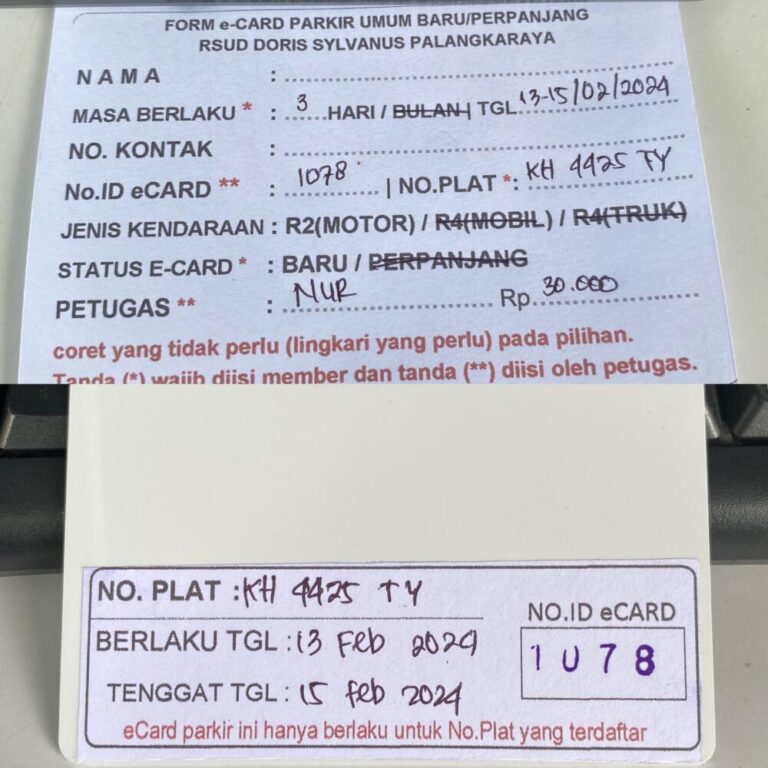 FORM e-CARD PARKIR UMUM BARU/PERPANJANG
RSUD DORIS SYLVANUS PALANGKARAYA
NAMA :
MASA BERLAKU * : 3 HARI / BULAN | TGL 13-15/02/2024
NO. KONTAK :
No.ID eCARD ** : 1078 | NO.PLAT *: KH 4425 TY
JENIS KENDARAAN : R2(MOTOR) / R4(MOBIL) / R4(TRUK)
STATUS E-CARD * : BARU / PERPANJANG
PETUGAS ** : NUR Rp. 30.000
coret yang tidak perlu (lingkari yang perlu) pada pilihan.
Tanda (*) wajib diisi member dan tanda (**) diisi oleh petugas.
NO. PLAT : KH 4425 TY
BERLAKU TGL : 13 Feb 2024
TENGGAT TGL : 15 feb 2024
NO.ID eCARD
1078
eCard parkir ini hanya berlaku untuk No.Plat yang terdaftar